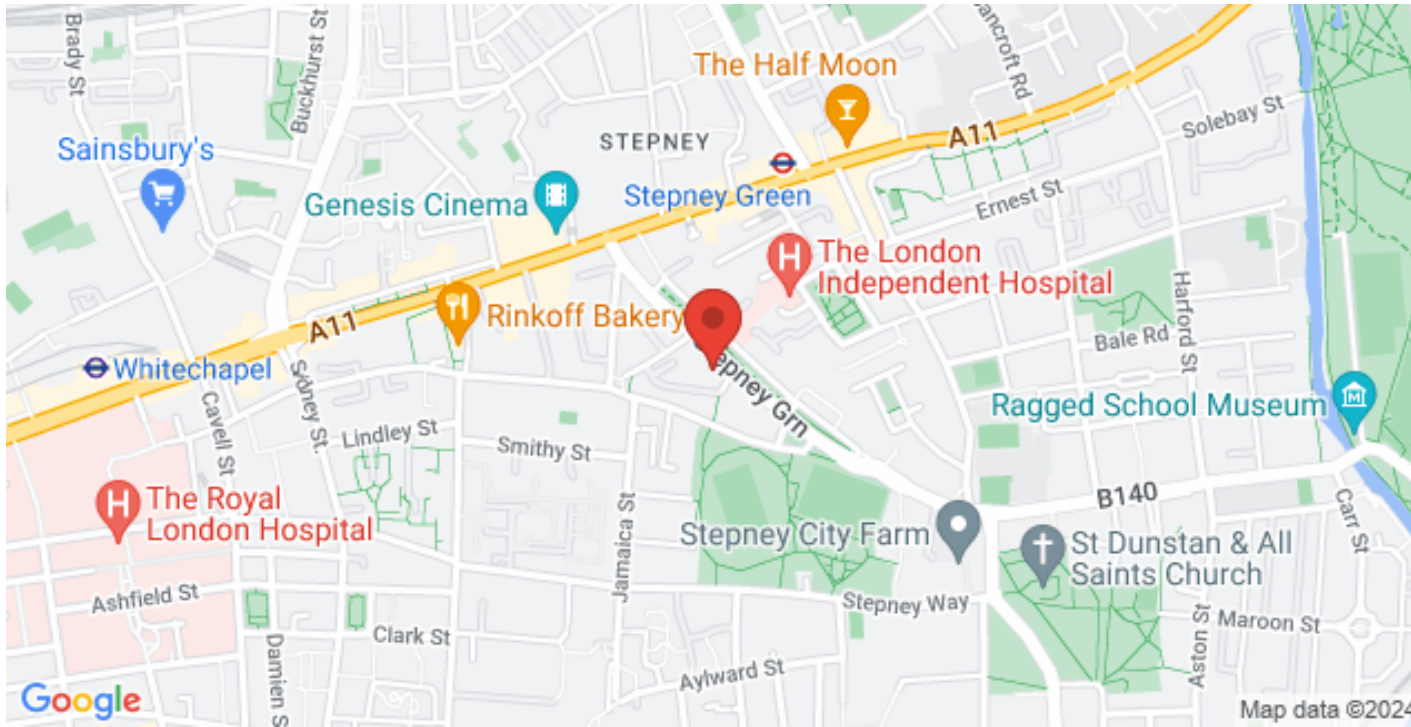 Brady St
Buckhurst St
Bancroft Rd
The Half Moon
A11
Solebay St
STEPNEY
Sainsbury's
Stepney Green
Genesis Cinema
Ernest St
The London
Independent Hospital
Harford St
Rinkoff Bakery
A11
Bale Rd
Whitechapel
Sidney St.
Stepney Grn
Cavell St
Lindley St
Smithy St
Ragged School Museum
B140
The Royal
London Hospital
Jamaica St
Carr St
Stepney City Farm
St Dunstan & All
Saints Church
Ashfield St
Stepney Way
Clark St
Damien S
Aston St
Maroon St
Aylward St
Google
Map data ©2024